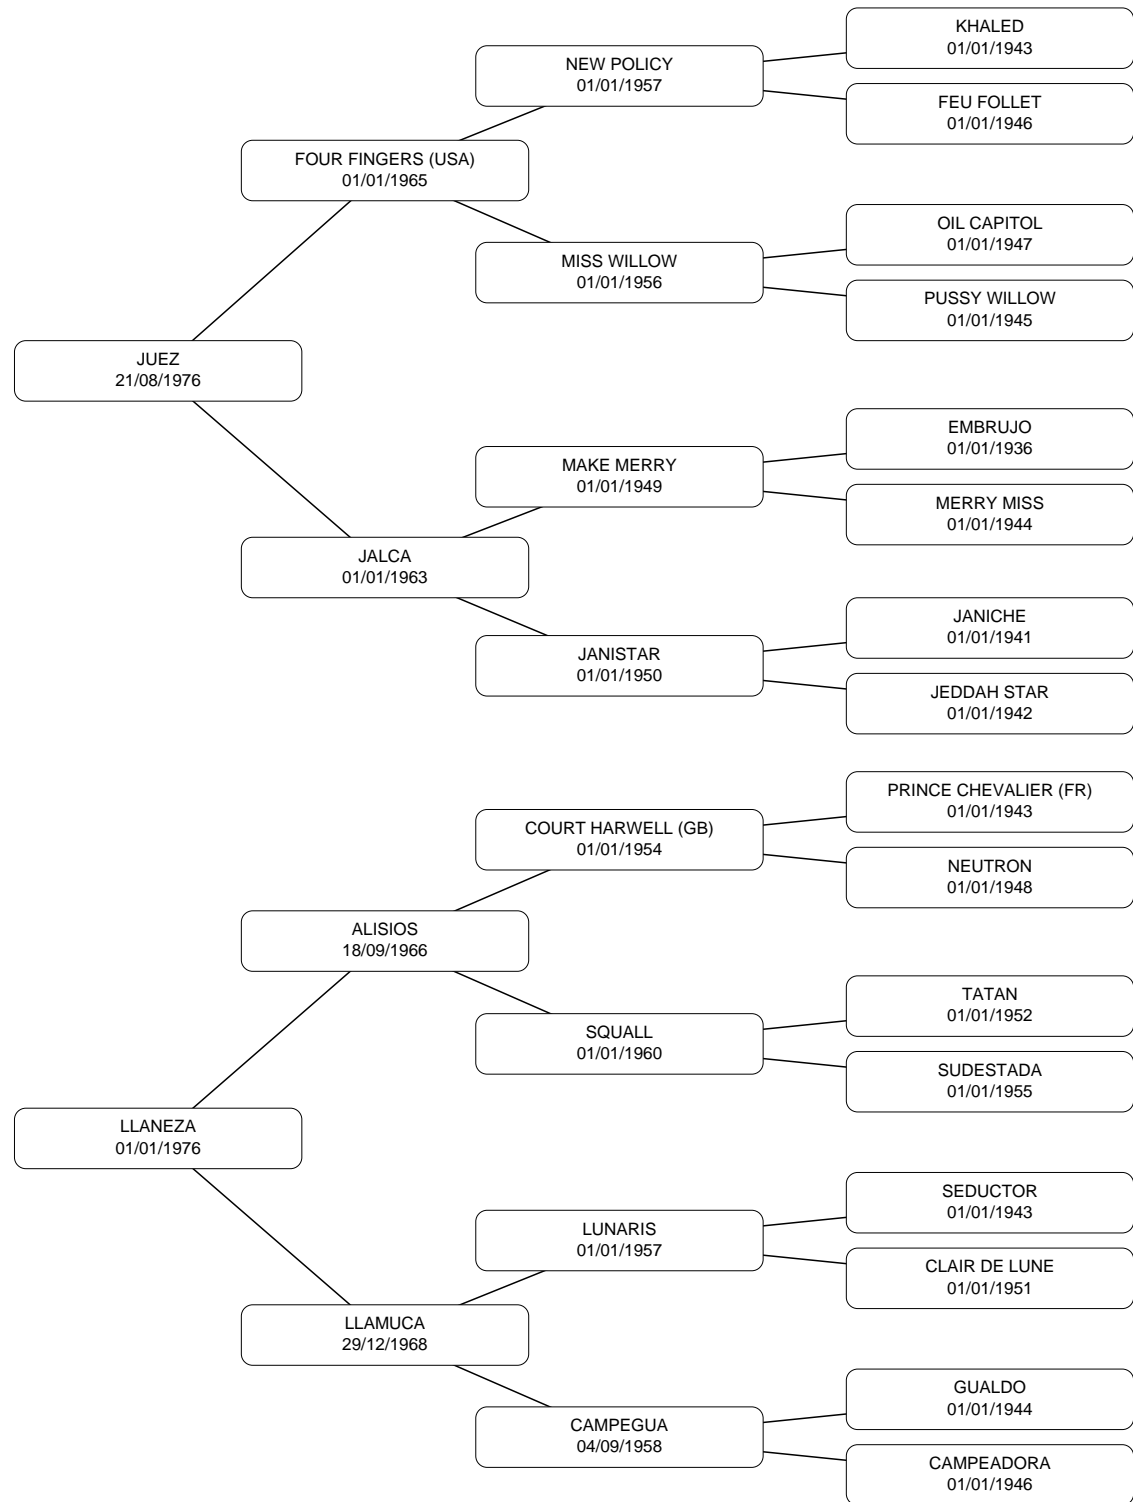 KHALED
01/01/1943
NEW POLICY
01/01/1957
FEU FOLLET
01/01/1946
FOUR FINGERS (USA)
01/01/1965
OIL CAPITOL
01/01/1947
MISS WILLOW
01/01/1956
PUSSY WILLOW
01/01/1945
JUEZ
21/08/1976
EMBRUJO
01/01/1936
MAKE MERRY
01/01/1949
MERRY MISS
01/01/1944
JALCA
01/01/1963
JANICHE
01/01/1941
JANISTAR
01/01/1950
JEDDAH STAR
01/01/1942
PRINCE CHEVALIER (FR)
01/01/1943
COURT HARWELL (GB)
01/01/1954
NEUTRON
01/01/1948
ALISIOS
18/09/1966
TATAN
01/01/1952
SQUALL
01/01/1960
SUDESTADA
01/01/1955
LLANEZA
01/01/1976
SEDUCTOR
01/01/1943
LUNARIS
01/01/1957
CLAIR DE LUNE
01/01/1951
LLAMUCA
29/12/1968
GUALDO
01/01/1944
CAMPEGUA
04/09/1958
CAMPEADORA
01/01/1946